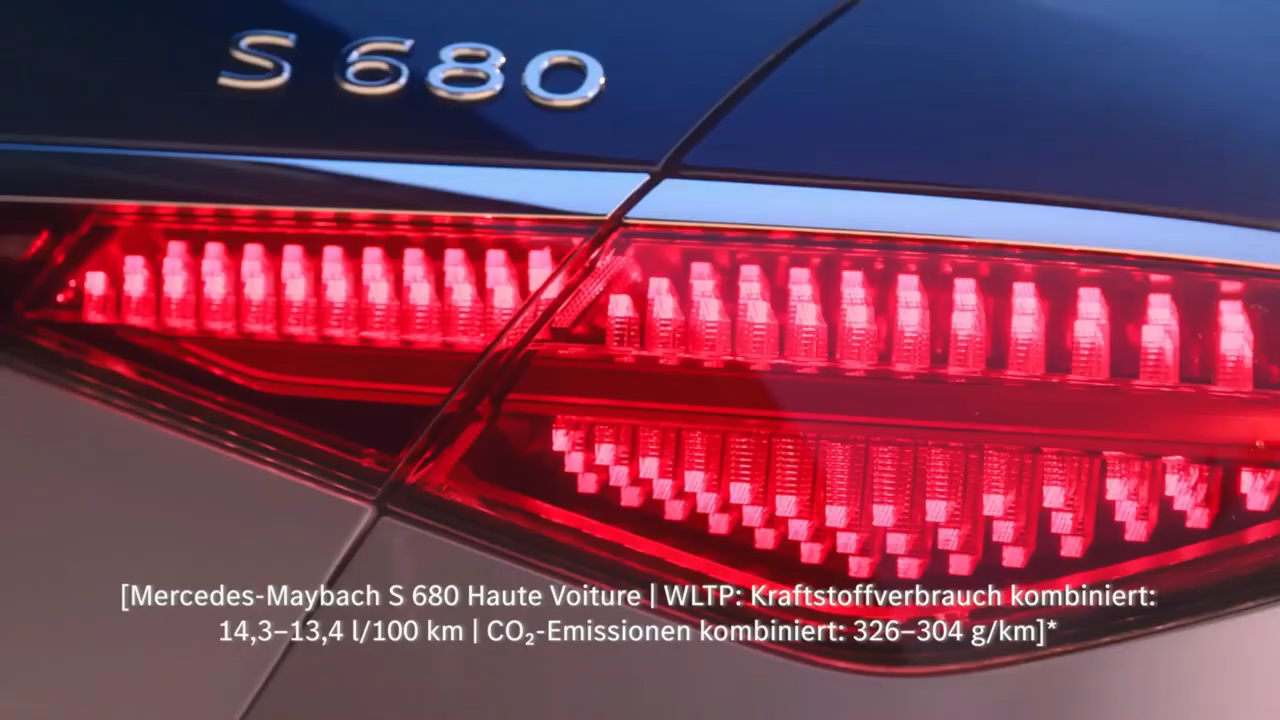 S 680
[Mercedes-Maybach S 680 Haute Voiture | WLTP: Kraftstoffverbrauch kombiniert:
14,3–13,4 l/100 km | CO₂-Emissionen kombiniert: 326–304 g/km]*